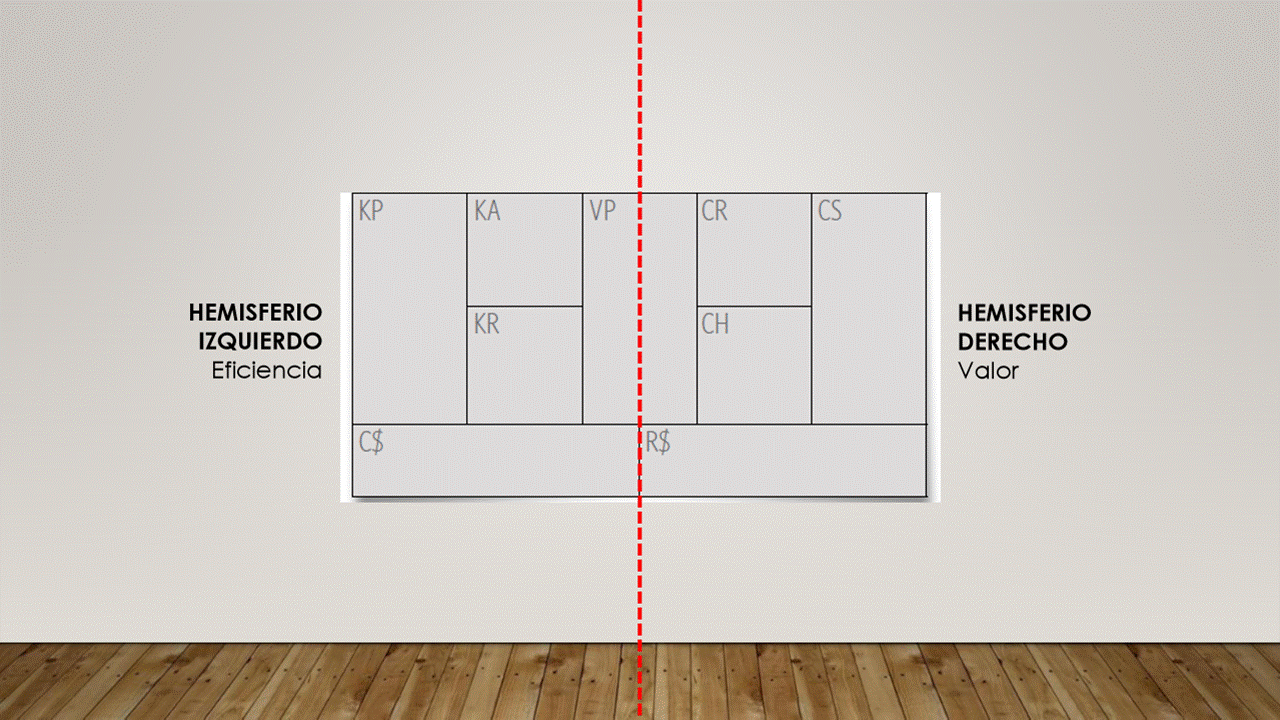 KP
KA
VP
CR
CS
KR
CH
C$
R$
HEMISFERIO
IZQUIERDO
Eficiencia
HEMISFERIO
DERECHO
Valor